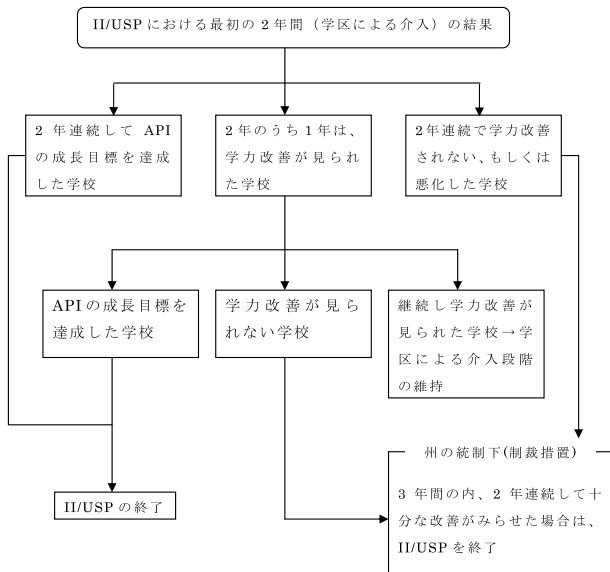 II/USPにおける最初の2年間（学区による介入）の結果
2 年連続して API
の成長目標を達成
した学校
2年のうち1年は、
学力改善が見られ
た学校
2年連続で学力改善
されない、もしくは
悪化した学校
APIの成長目標を
達成した学校
学力改善が見ら
れない学校
継続し学力改善が
見られた学校→学
区による介入段階
の維持
II/USPの終了
州の統制下(制裁措置)
3 年間の内、2 年連続して十
分な改善がみらせた場合は、
II/USPを終了